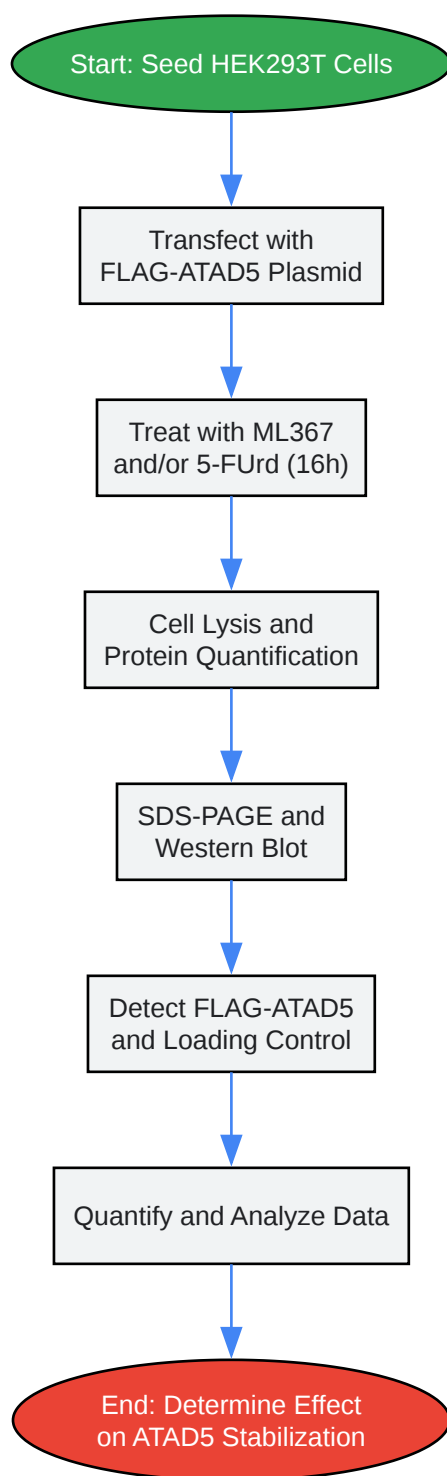 Start: Seed HEK293T Cells
Transfect with
FLAG-ATAD5 Plasmid
Treat with ML367
and/or 5-FUrd (16h)
Cell Lysis and
Protein Quantification
SDS-PAGE and
Western Blot
Detect FLAG-ATAD5
and Loading Control
Quantify and Analyze Data
End: Determine Effect
on ATAD5 Stabilization